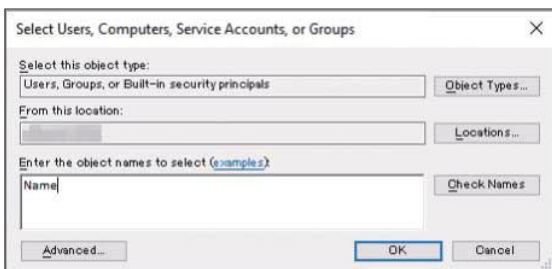 Select Users, Computers, Service Accounts, or Groups
Select this object type:
Users, Groups, or Built-in security principals
Object Types...
From this location:
Locations...
Enter the object names to select (examples):
Name
Check Names
Advanced...
OK
Cancel